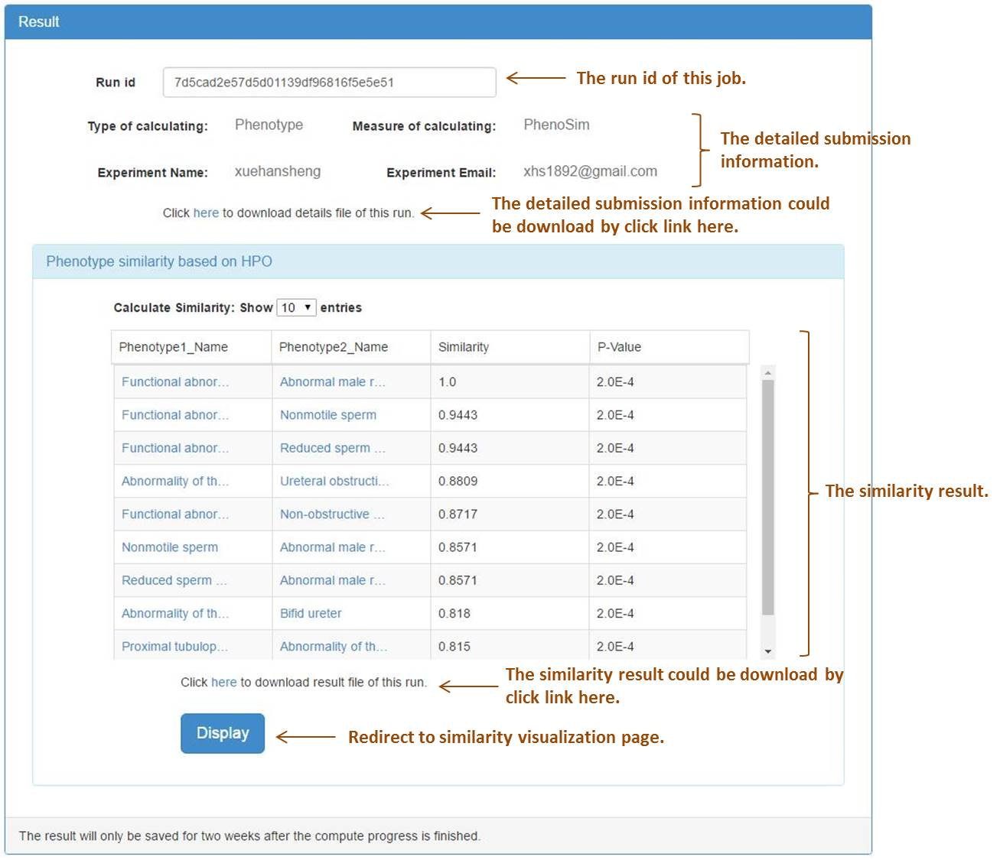 Result
Run id 7d5cad2e57d5d01139df96816f5e5e51 The run id of this job.
Type of calculating: Phenotype Measure of calculating: PhenoSim
Experiment Name: xuehansheng Experiment Email: xhs1892@gmail.com
The detailed submission
information.
Click here to download details file of this run.
The detailed submission information could
be download by click link here.
Phenotype similarity based on HPO
Calculate Similarity: Show 10 entries
Phenotype1_Name Phenotype2_Name Similarity P-Value
Functional abnor... Abnormal male r... 1.0 2.0E-4
Functional abnor... Nonmotile sperm 0.9443 2.0E-4
Functional abnor... Reduced sperm ... 0.9443 2.0E-4
Abnormality of th... Ureteral obstructi... 0.8809 2.0E-4
Functional abnor... Non-obstructive ... 0.8717 2.0E-4
Nonmotile sperm Abnormal male r... 0.8571 2.0E-4
Reduced sperm ... Abnormal male r... 0.8571 2.0E-4
Abnormality of th... Bifid ureter 0.818 2.0E-4
Proximal tubulop... Abnormality of th... 0.815 2.0E-4
The similarity result.
Click here to download result file of this run.
The similarity result could be download by
click link here.
Display Redirect to similarity visualization page.
The result will only be saved for two weeks after the compute progress is finished.